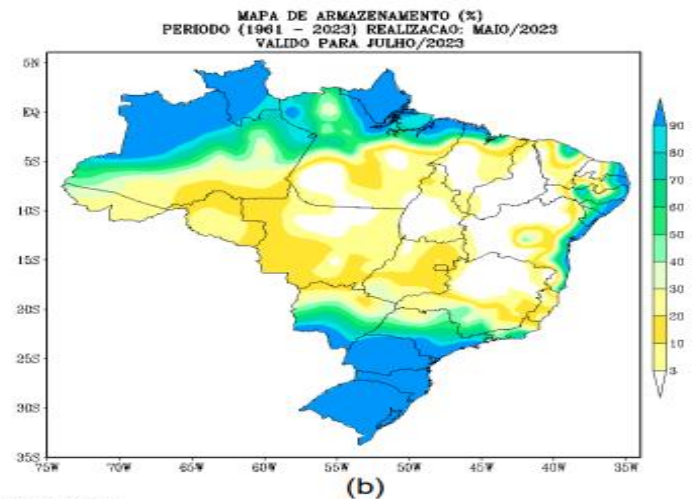 MAPA DE ARMAZENAMENTO (%)
PERIODO (1961 - 2023) REALIZACAO: MAIO/2023
VALIDO PARA JULHO/2023
5N
EQ
5S
10S
15S
20S
25S
30S
35S
75W 70W 65W 60W 55W 50W 45W 40W 35W
90
80
70
60
50
40
30
20
10
3
(b)